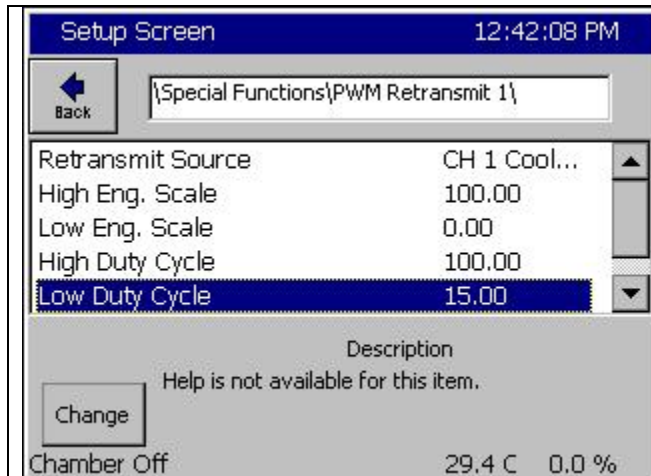 Setup Screen 12:42:08 PM
Back
\Special Functions\PWM Retransmit 1\
Retransmit Source CH 1 Cool...
High Eng. Scale 100.00
Low Eng. Scale 0.00
High Duty Cycle 100.00
Low Duty Cycle 15.00
Description
Help is not available for this item.
Change
Chamber Off 29.4 C 0.0 %